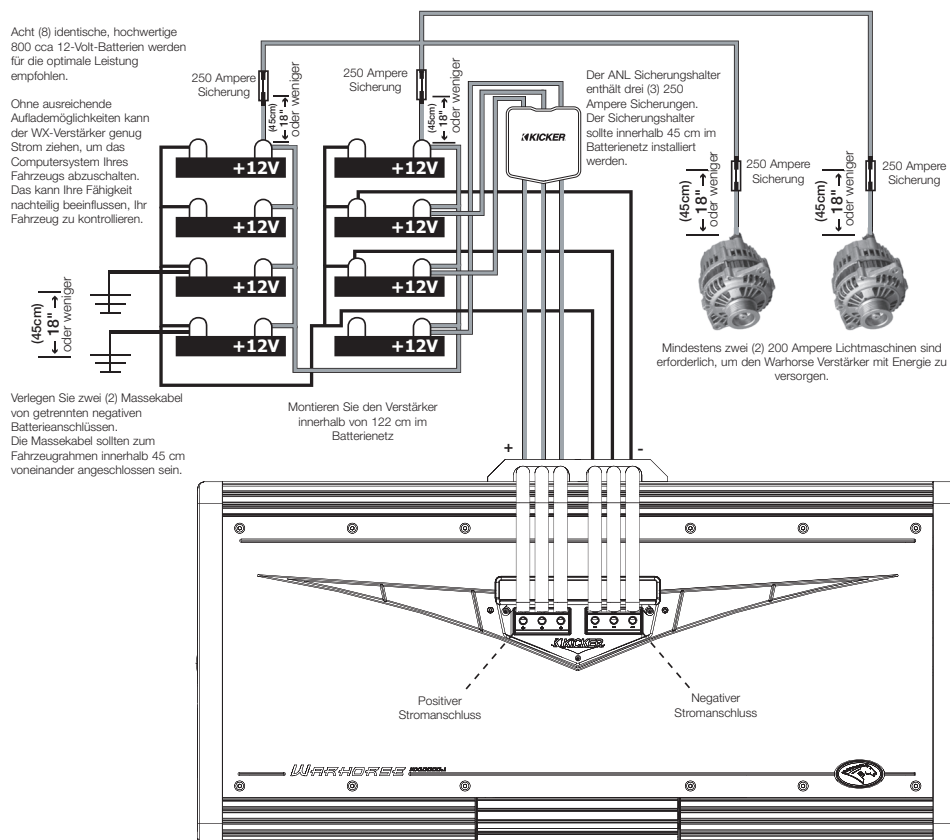 Acht (8) identische, hochwertige
800 cca 12-Volt-Batterien werden
für die optimale Leistung
empfohlen.
Ohne ausreichende
Auflademöglichkeiten kann
der WX-Verstärker genug
Strom ziehen, um das
Computersystem Ihres
Fahrzeugs abzuschalten.
Das kann Ihre Fähigkeit
nachteilig beeinflussen, Ihr
Fahrzeug zu kontrollieren.
250 Ampere
Sicherung
(45cm)
18"
oder weniger
250 Ampere
Sicherung
(45cm)
18"
oder weniger
Der ANL Sicherungshalter
enthält drei (3) 250
Ampere Sicherungen.
Der Sicherungshalter
sollte innerhalb 45 cm im
Batterienetz installiert
werden.
KICKER
+12V
+12V
+12V
+12V
+12V
+12V
+12V
+12V
250 Ampere
Sicherung
(45cm)
18"
oder weniger
250 Ampere
Sicherung
(45cm)
18"
oder weniger
(45cm)
18"
oder weniger
Mindestens zwei (2) 200 Ampere Lichtmaschinen sind
erforderlich, um den Warhorse Verstärker mit Energie zu
versorgen.
Verlegen Sie zwei (2) Massekabel
von getrennten negativen
Batterieanschlüssen.
Die Massekabel sollten zum
Fahrzeugrahmen innerhalb 45 cm
voneinander angeschlossen sein.
Montieren Sie den Verstärker
innerhalb von 122 cm im
Batterienetz
+
-
KICKER
Positiver
Stromanschluss
Negativer
Stromanschluss
WARHORSE